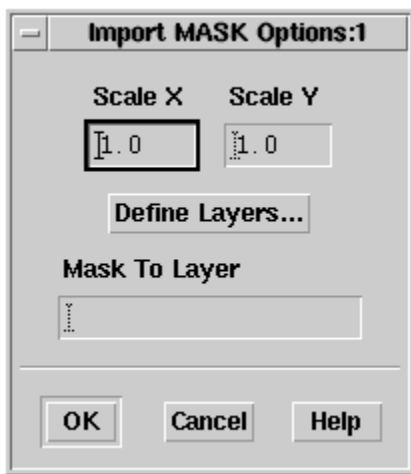 Import MASK Options:1
Scale X Scale Y
1.0 1.0
Define Layers...
Mask To Layer
OK Cancel Help